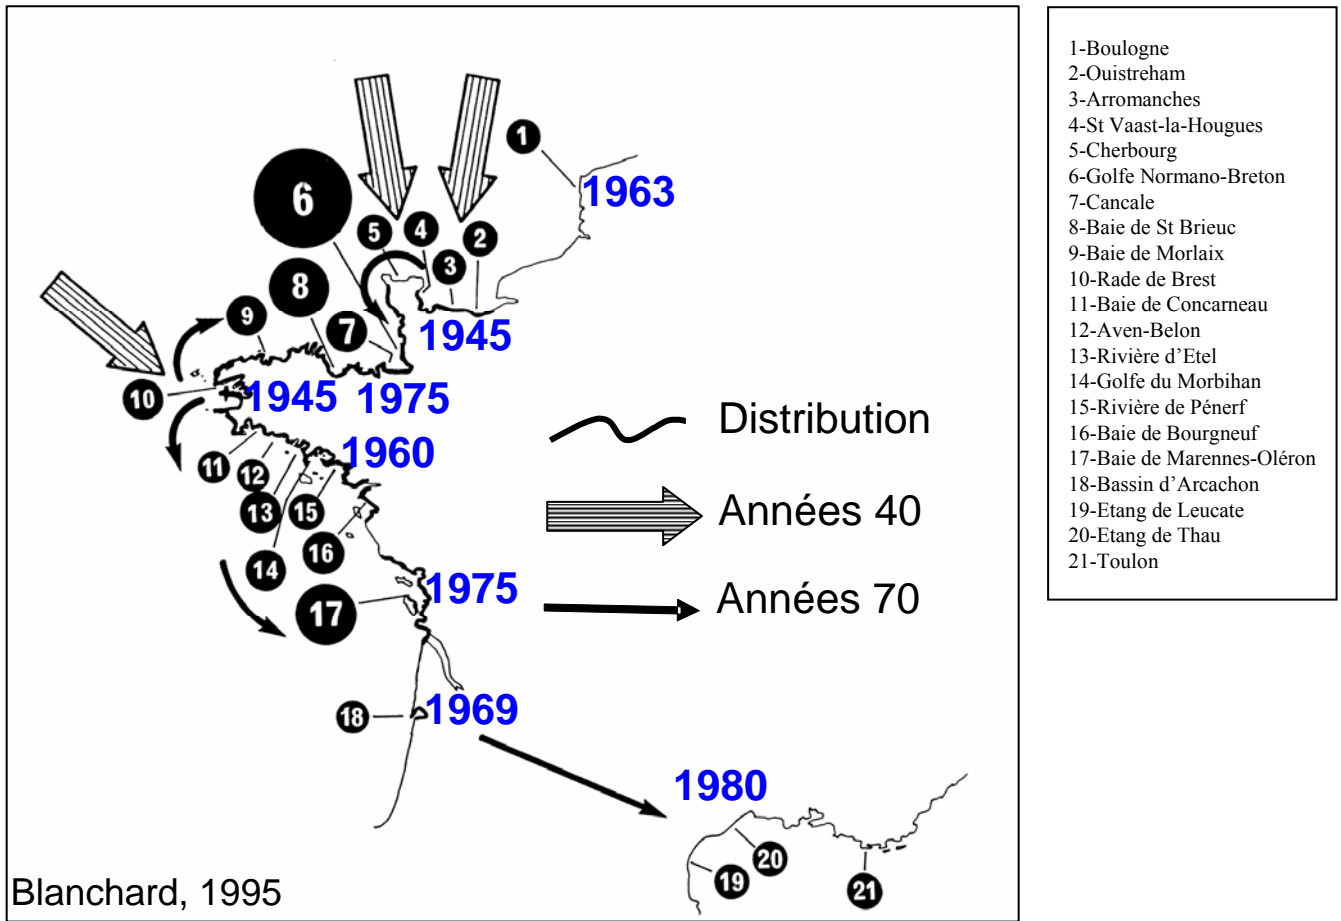 1
1963
6
5
4
2
3
8
9
7
1945
10
1945
1975
Distribution
1960
11
12
13
15
Années 40
16
14
1975
Années 70
17
18
1969
1980
20
19
21
Blanchard, 1995
1-Boulogne
2-Ouistreham
3-Arromanches
4-St Vaast-la-Hougues
5-Cherbourg
6-Golfe Normano-Breton
7-Cancale
8-Baie de St Brieuc
9-Baie de Morlaix
10-Rade de Brest
11-Baie de Concarneau
12-Aven-Belon
13-Rivière d'Etel
14-Golfe du Morbihan
15-Rivière de Pénerf
16-Baie de Bourgneuf
17-Baie de Marennes-Oléron
18-Bassin d'Arcachon
19-Etang de Leucate
20-Etang de Thau
21-Toulon